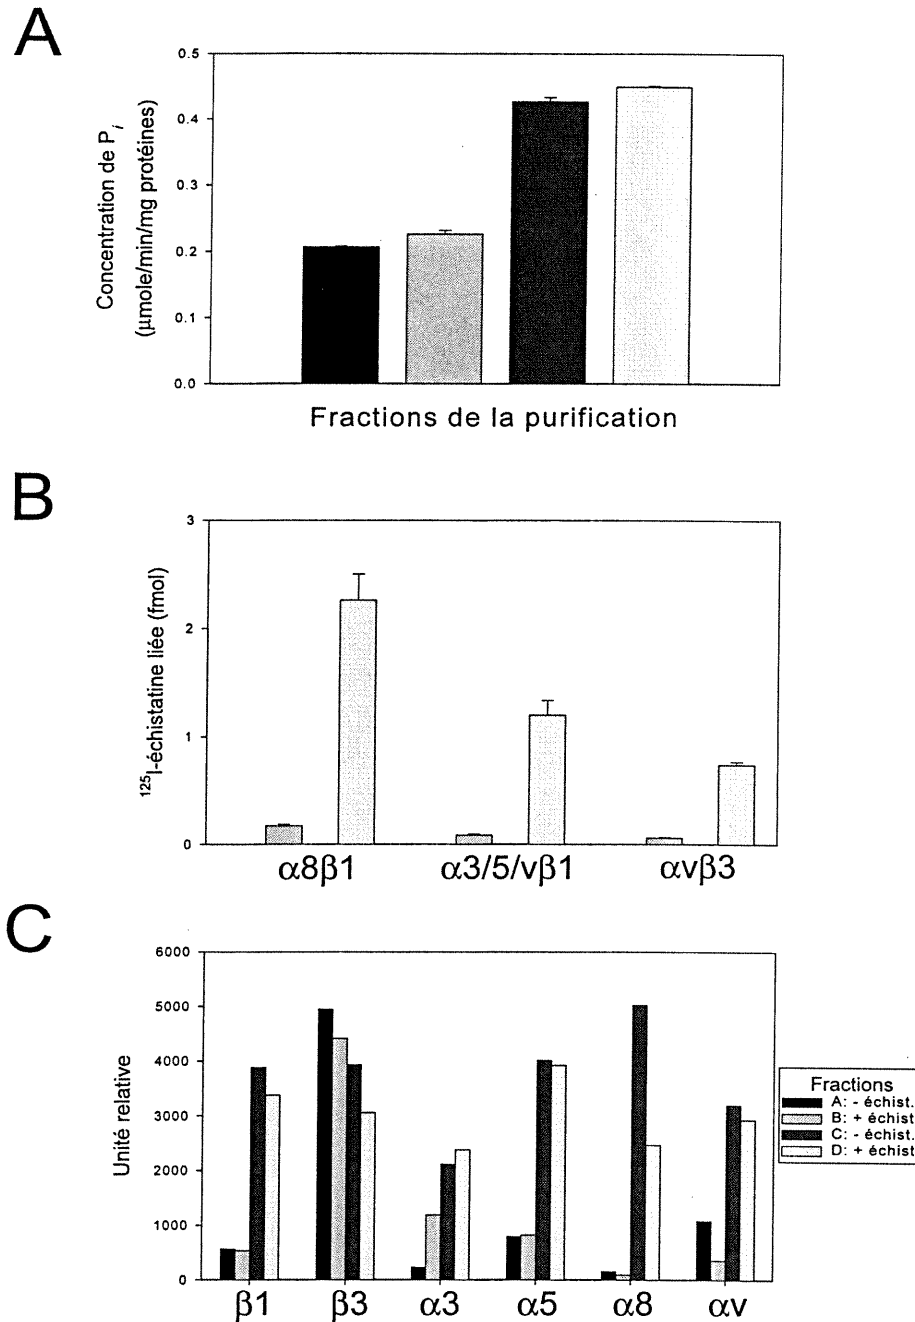 A
0.5
0.4
0.3
0.2
0.1
0.0
Concentration de Pi
(µmole/min/mg protéines)
Fractions de la purification
B
3
2
1
0
125I-échistatine liée (fmol)
α8β1 α3/5/vβ1 αvβ3
C
6000
5000
4000
3000
2000
1000
0
Unité relative
β1 β3 α3 α5 α8 αv
Fractions
A: - échist.
B: + échist
C: - échist.
D: + échist